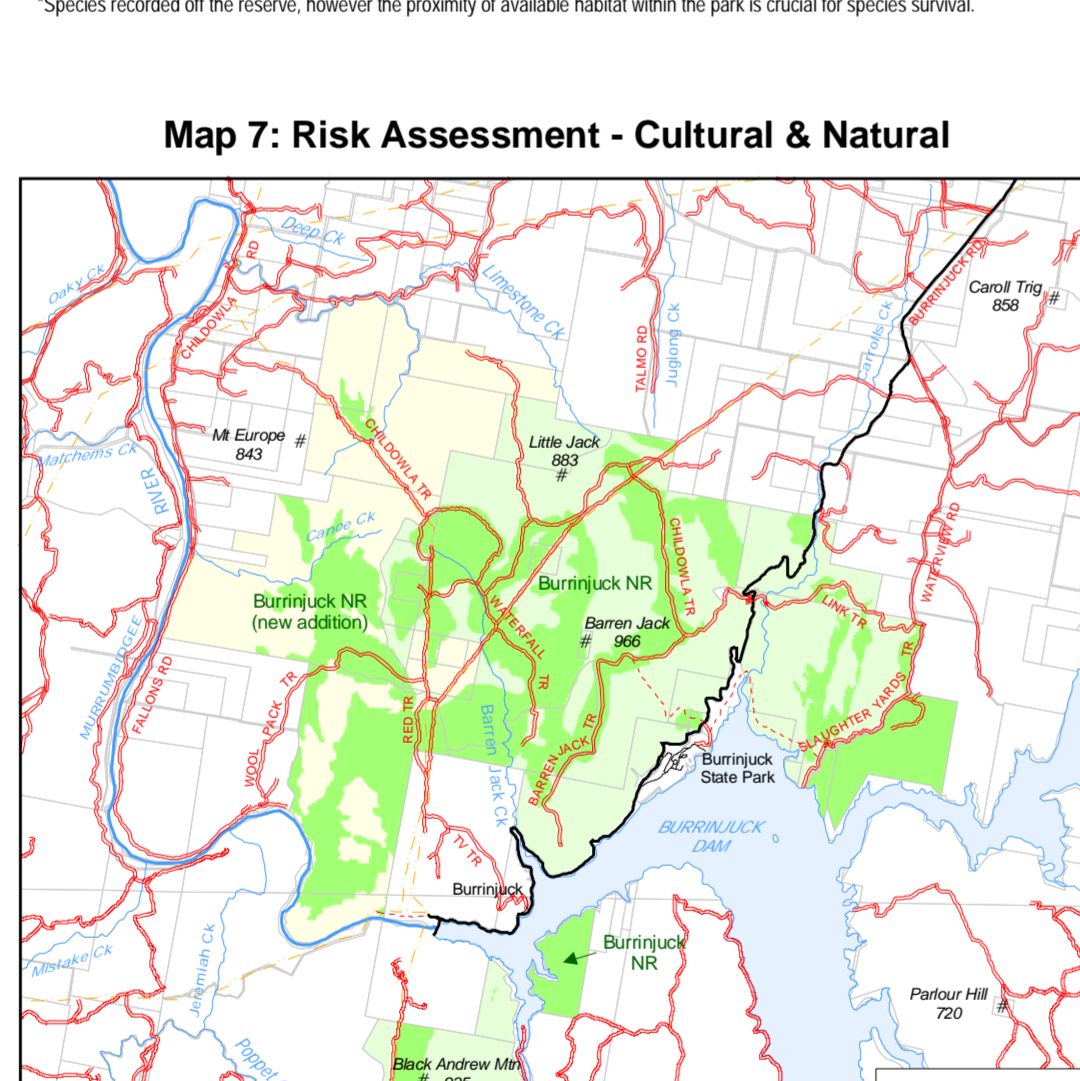 *Species recorded off the reserve, however the proximity of available habitat within the park is crucial for species survival.
Map 7: Risk Assessment - Cultural & Natural
Deep Ck
RD
Oaky Ck
Limestone Ck
BURRINJUCK RD
Caroll Trig
858
#
CHILDOWLA
TALMO RD
Jugiong Ck
Carrolls Ck
Mt Europe
843
#
CHILDOWLA TR
Little Jack
883
#
Matchems Ck
RIVER
Canoe Ck
CHILDOWLA TR
WATERVIEW RD
Burrinjuck NR
(new addition)
Burrinjuck NR
WATERFALL
TR
Barren Jack
966
#
LINK TR
MURRUMBIDGEE
FALLONS RD
WOOL PACK TR
RED TR
Barren Jack Ck
BARREN JACK TR
SLAUGHTER YARDS TR
Burrinjuck
State Park
BURRINJUCK
DAM
TV TR
Burrinjuck
Burrinjuck
NR
Mistake Ck
Jeremiah Ck
Parlour Hill
720
#
Black Andrew Mtn
#